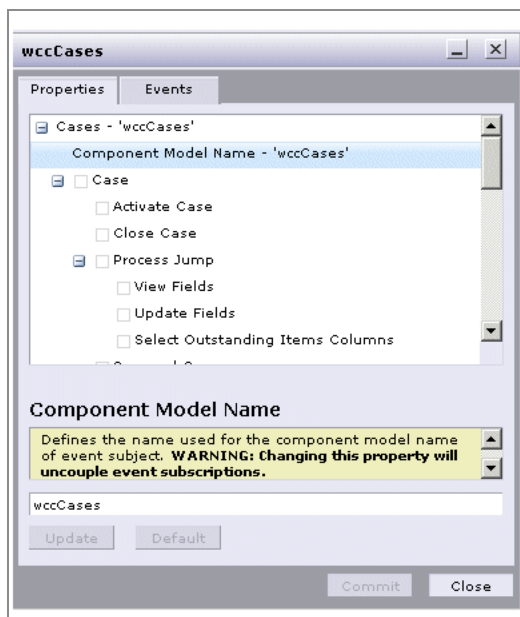 wccCases
Properties Events
Cases - 'wccCases'
Component Model Name - 'wccCases'
Case
Activate Case
Close Case
Process Jump
View Fields
Update Fields
Select Outstanding Items Columns
Component Model Name
Defines the name used for the component model name
of event subject. WARNING: Changing this property will
uncouple event subscriptions.
wccCases
Update Default
Commit Close